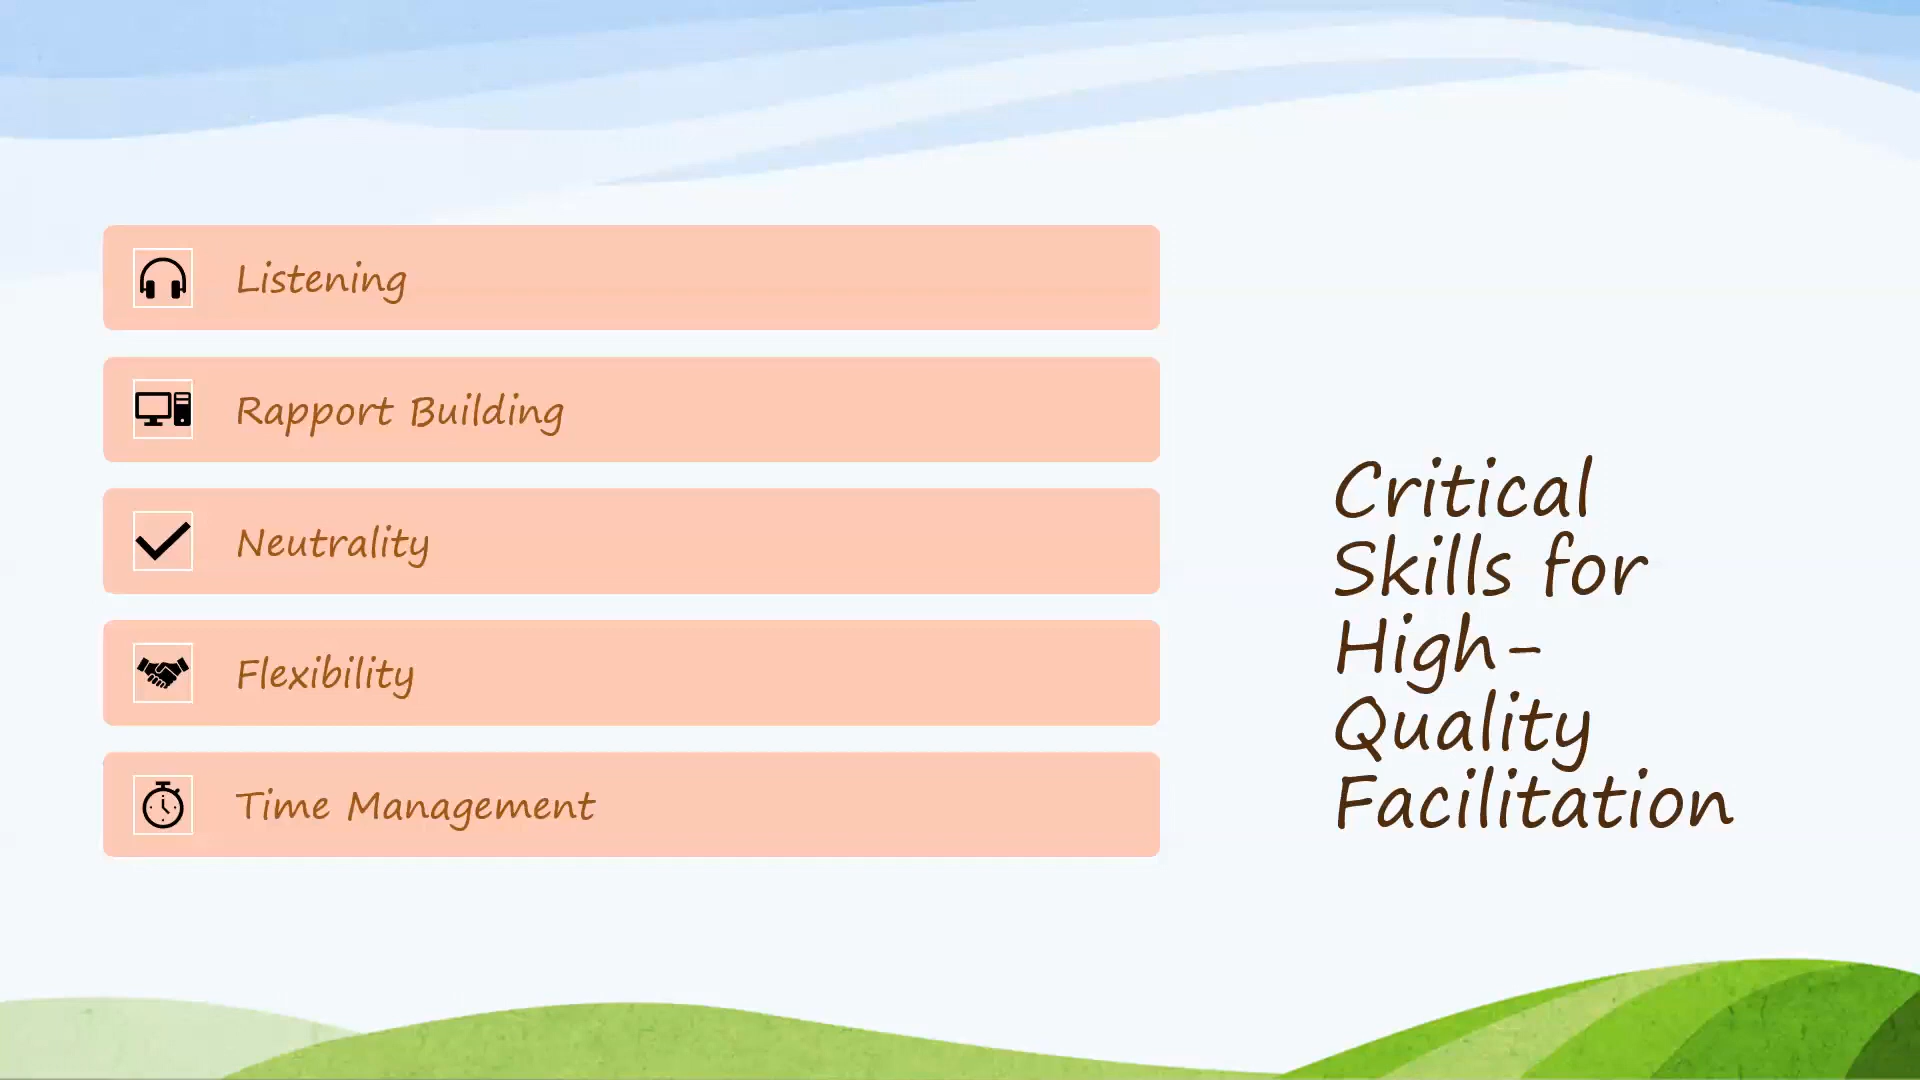 Listening
Rapport Building
Neutrality
Flexibility
Time Management
Critical
Skills for
High-
Quality
Facilitation